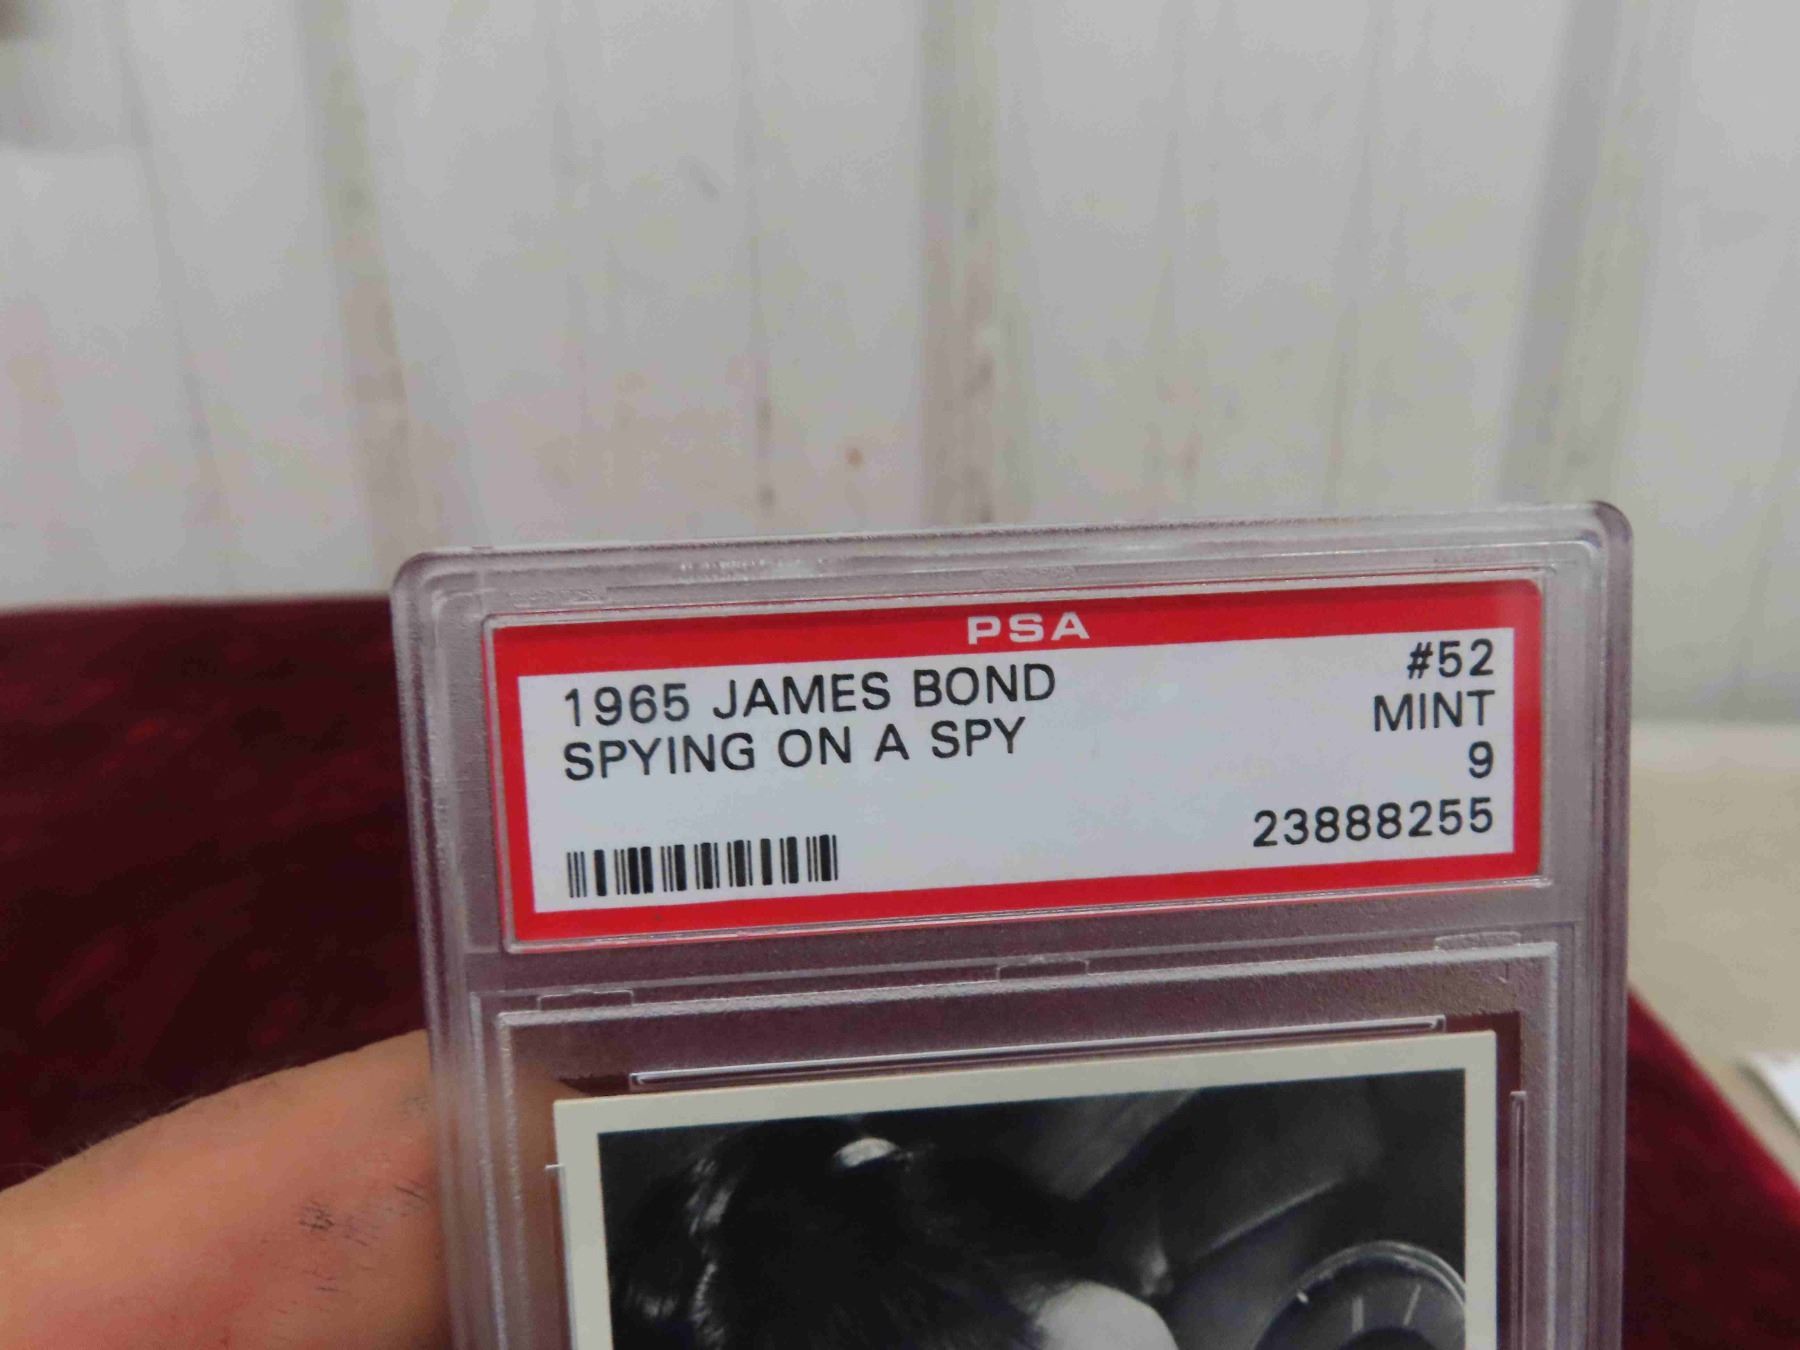 PSA
1965 JAMES BOND #52
SPYING ON A SPY MINT
9
23888255